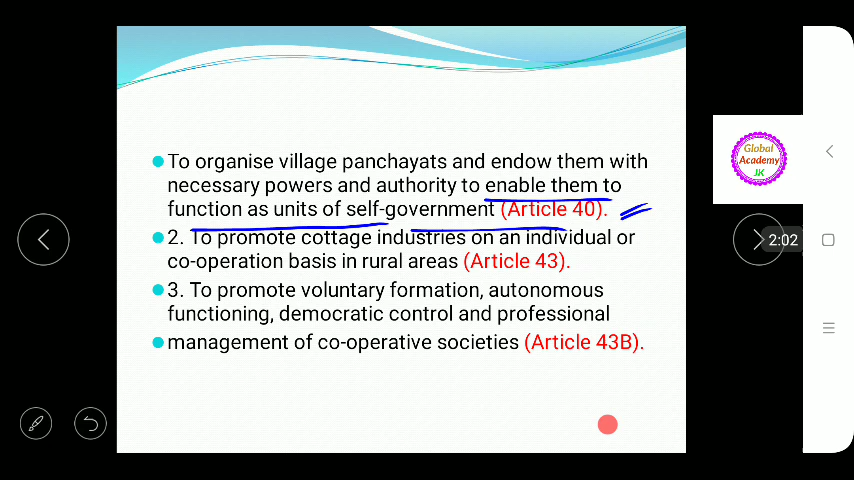 To organise village panchayats and endow them with
necessary powers and authority to enable them to
function as units of self-government (Article 40).
2. To promote cottage industries on an individual or
co-operation basis in rural areas (Article 43).
3. To promote voluntary formation, autonomous
functioning, democratic control and professional
management of co-operative societies (Article 43B).
Global
Academy
JK
2:02